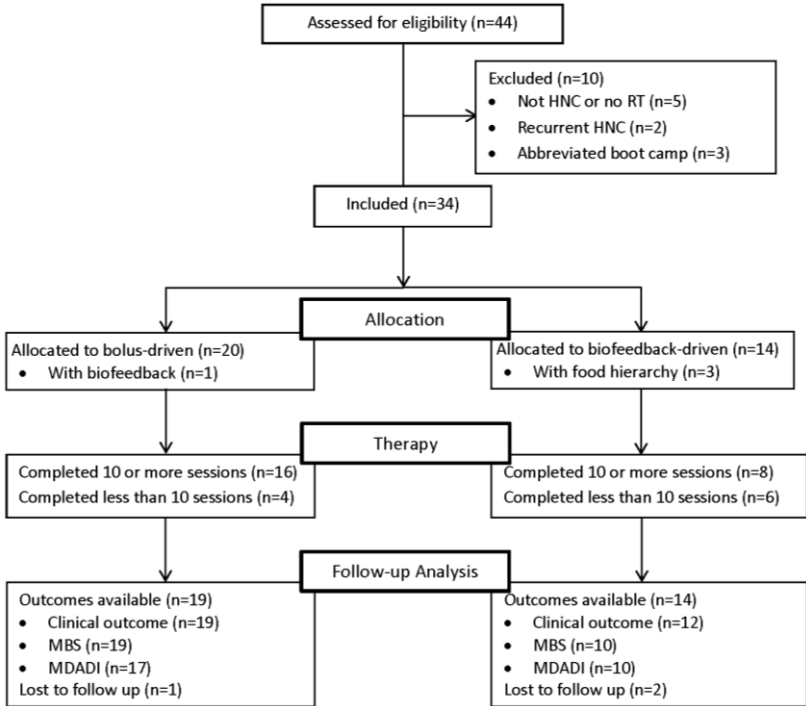 Assessed for eligibility (n=44)
Excluded (n=10)
• Not HNC or no RT (n=5)
• Recurrent HNC (n=2)
• Abbreviated boot camp (n=3)
Included (n=34)
Allocation
Allocated to bolus-driven (n=20)
• With biofeedback (n=1)
Allocated to biofeedback-driven (n=14)
• With food hierarchy (n=3)
Therapy
Completed 10 or more sessions (n=16)
Completed less than 10 sessions (n=4)
Completed 10 or more sessions (n=8)
Completed less than 10 sessions (n=6)
Follow-up Analysis
Outcomes available (n=19)
• Clinical outcome (n=19)
• MBS (n=19)
• MDADI (n=17)
Lost to follow up (n=1)
Outcomes available (n=14)
• Clinical outcome (n=12)
• MBS (n=10)
• MDADI (n=10)
Lost to follow up (n=2)